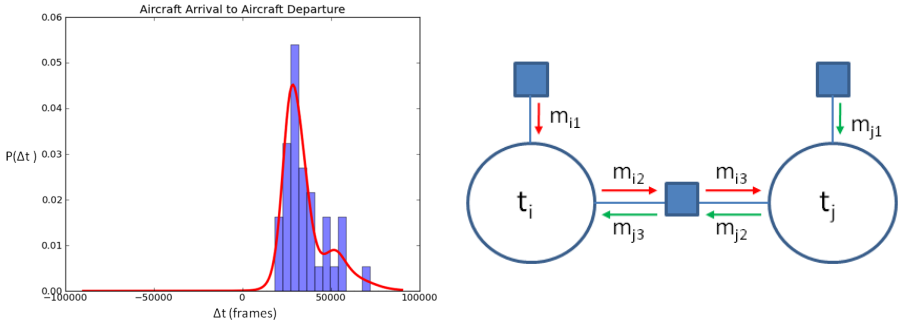 Aircraft Arrival to Aircraft Departure
0.06
0.05
0.04
0.03
0.02
0.01
0.00
P(Δt )
−100000 −50000 0 50000 100000
Δt (frames)
m_i1
m_j1
t_i
m_i2
m_i3
m_j3
m_j2
t_j